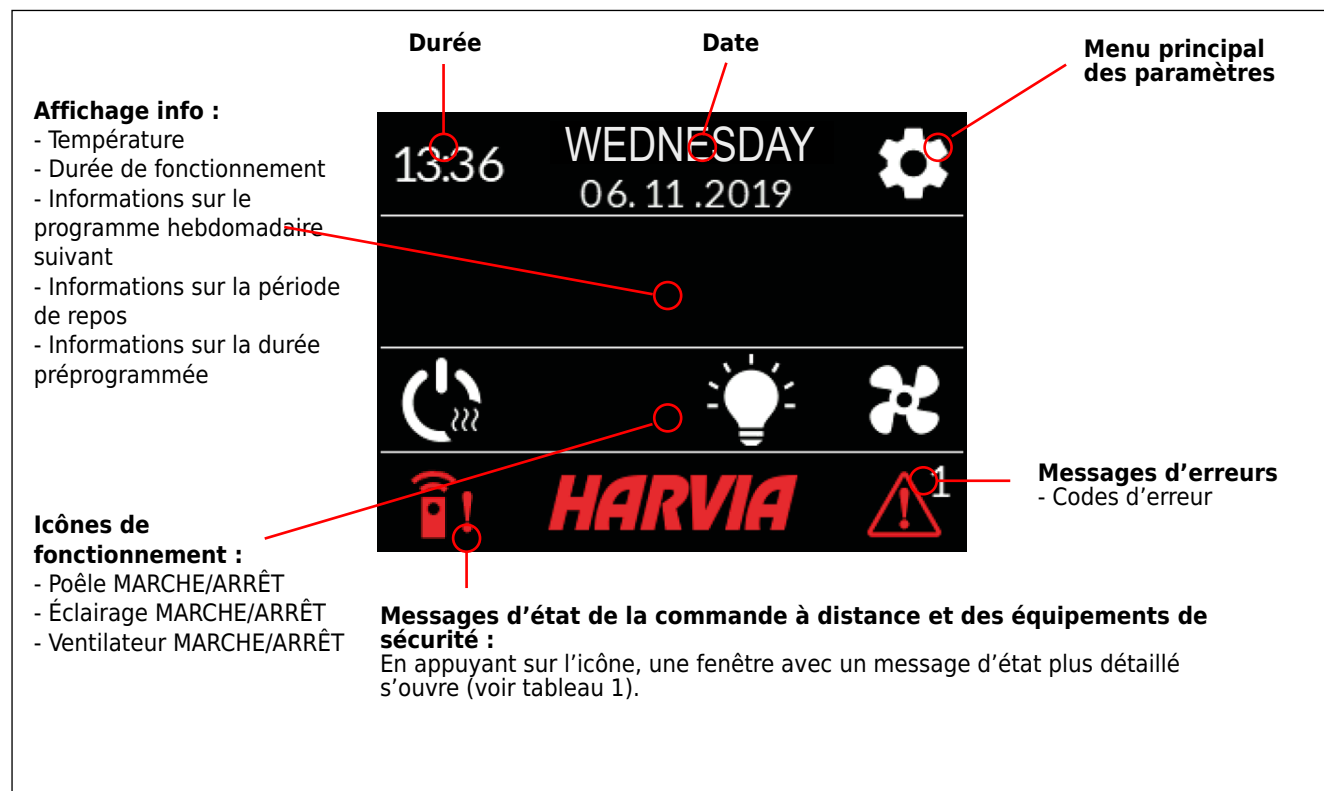 Durée
Date
Menu principal
des paramètres
Affichage info :
- Température
- Durée de fonctionnement
- Informations sur le
programme hebdomadaire
suivant
- Informations sur la période
de repos
- Informations sur la durée
préprogrammée
13:36
WEDNESDAY
06. 11 .2019
HARVIA
1
Messages d’erreurs
- Codes d’erreur
Icônes de
fonctionnement :
- Poêle MARCHE/ARRÊT
- Éclairage MARCHE/ARRÊT
- Ventilateur MARCHE/ARRÊT
Messages d’état de la commande à distance et des équipements de
sécurité :
En appuyant sur l’icône, une fenêtre avec un message d’état plus détaillé
s’ouvre (voir tableau 1).